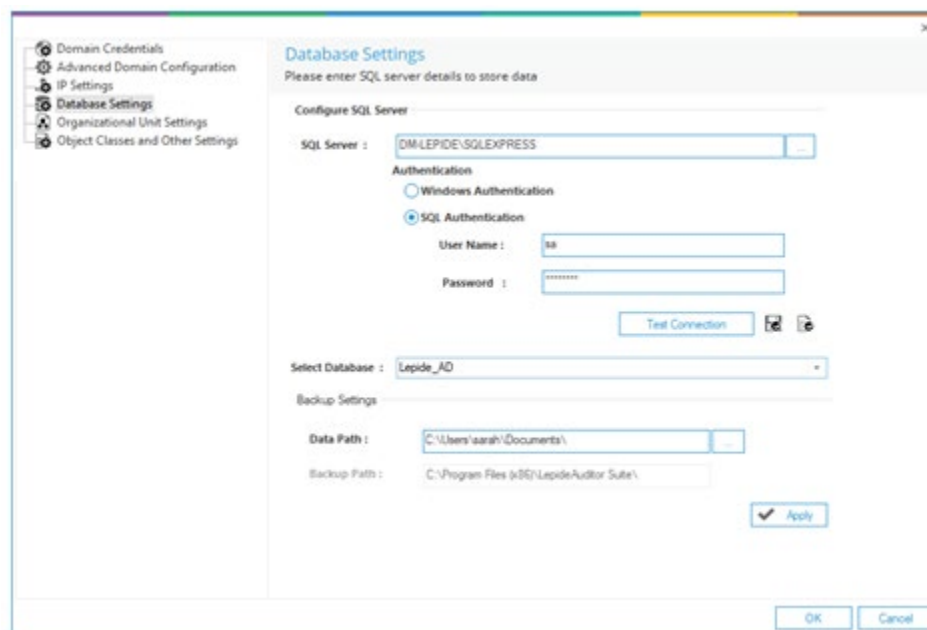 Domain Credentials
Advanced Domain Configuration
IP Settings
Database Settings
Organizational Unit Settings
Object Classes and Other Settings
Database Settings
Please enter SQL server details to store data
Configure SQL Server
SQL Server : DM-LEPIDE\SQLEXPRESS ...
Authentication
Windows Authentication
SQL Authentication
User Name : sa
Password : ********
Test Connection
Select Database : Lepide_AD
Backup Settings
Data Path : C:\Users\sarah\Documents\ ...
Backup Path : C:\Program Files (x86)\LepideAuditor Suite\
Apply
OK Cancel